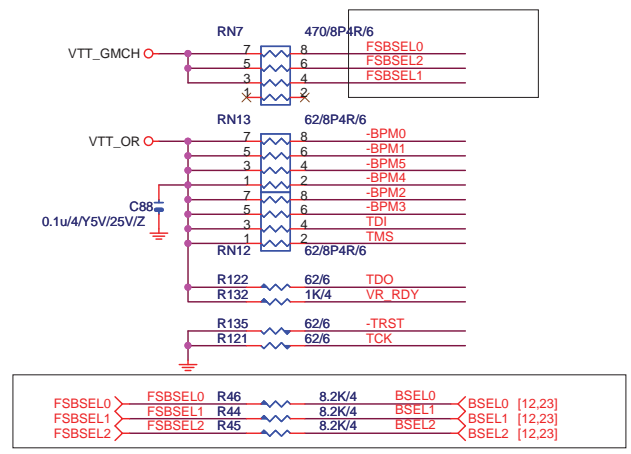 RN7 470/8P4R/6
VTT_GMCH 7 8 FSBSEL0
5 6 FSBSEL2
3 4 FSBSEL1
1 2
RN13 62/8P4R/6
VTT_OR 7 8 -BPM0
5 6 -BPM1
3 4 -BPM5
1 2 -BPM4
C88 7 8 -BPM2
0.1u/4/Y5V/25V/Z 5 6 -BPM3
3 4 TDI
1 2 TMS
RN12 62/8P4R/6
R122 62/6 TDO
R132 1K/4 VR_RDY
R135 62/6 -TRST
R121 62/6 TCK
FSBSEL0 FSBSEL0 R46 8.2K/4 BSEL0 BSEL0 [12,23]
FSBSEL1 FSBSEL1 R44 8.2K/4 BSEL1 BSEL1 [12,23]
FSBSEL2 FSBSEL2 R45 8.2K/4 BSEL2 BSEL2 [12,23]